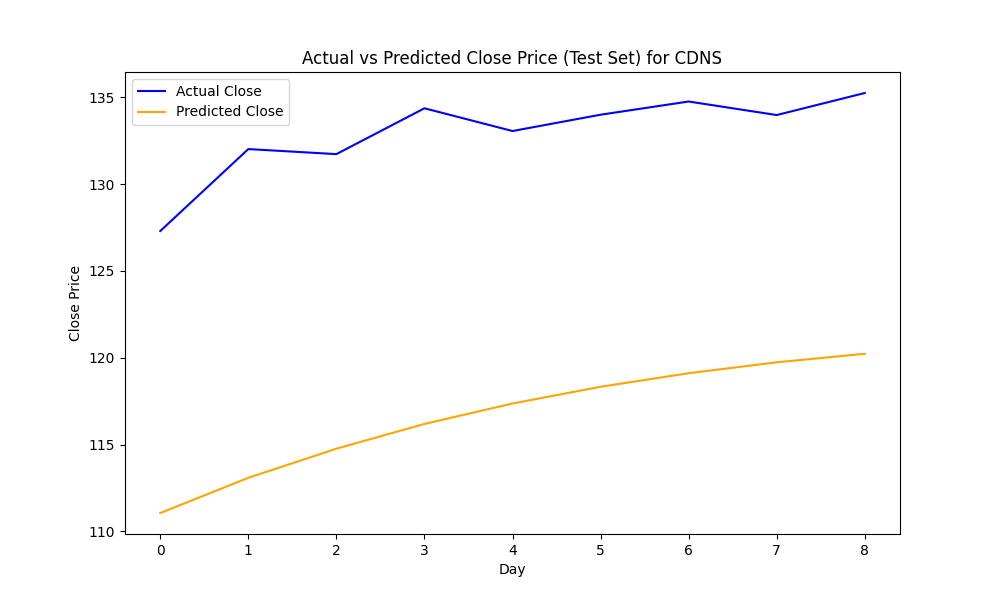 Actual vs Predicted Close Price (Test Set) for CDNS
Actual Close
Predicted Close
Close Price
135
130
125
120
115
110
0 1 2 3 4 5 6 7 8
Day